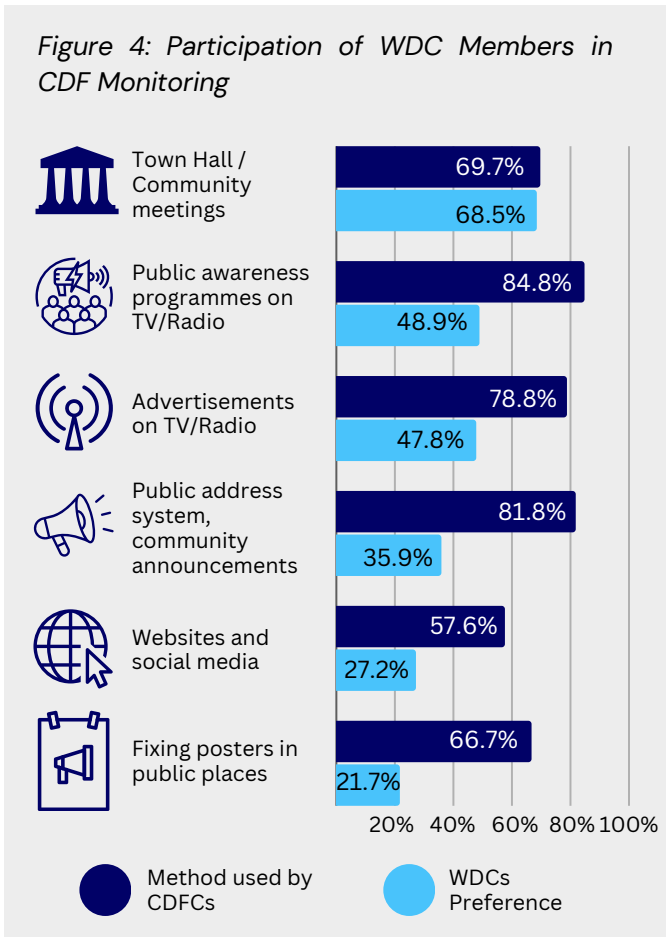 Figure 4: Participation of WDC Members in
CDF Monitoring
Town Hall /
Community
meetings
69.7%
68.5%
Public awareness
programmes on
TV/Radio
84.8%
48.9%
Advertisements
on TV/Radio
78.8%
47.8%
Public address
system,
community
announcements
81.8%
35.9%
Websites and
social media
57.6%
27.2%
Fixing posters in
public places
66.7%
21.7%
20% 40% 60% 80% 100%
Method used by
CDFCs
WDCs
Preference